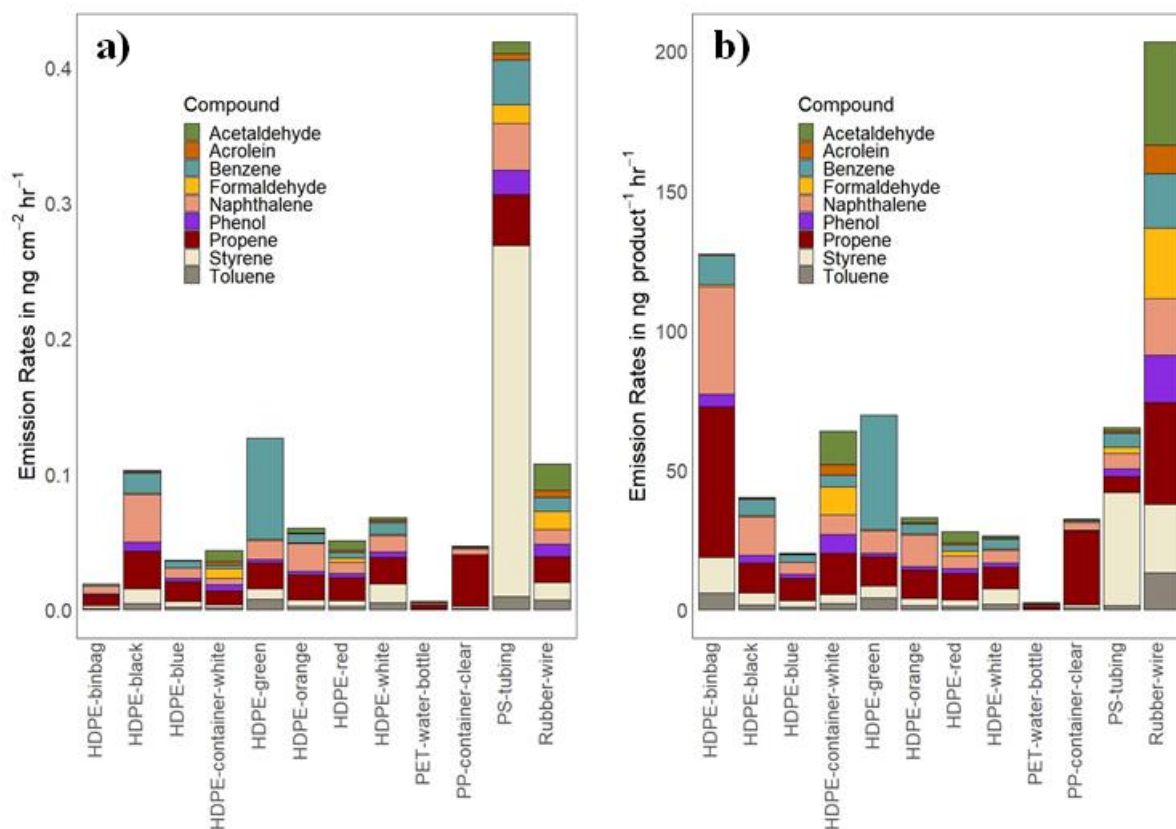 a)
Emission Rates in ng cm⁻² hr⁻¹
0.4
0.3
0.2
0.1
0.0
Compound
Acetaldehyde
Acrolein
Benzene
Formaldehyde
Naphthalene
Phenol
Propene
Styrene
Toluene
HDPE-binbag
HDPE-black
HDPE-blue
HDPE-container-white
HDPE-green
HDPE-orange
HDPE-red
HDPE-white
PET-water-bottle
PP-container-clear
PS-tubing
Rubber-wire
b)
Emission Rates in ng product⁻¹ hr⁻¹
200
150
100
50
0
Compound
Acetaldehyde
Acrolein
Benzene
Formaldehyde
Naphthalene
Phenol
Propene
Styrene
Toluene
HDPE-binbag
HDPE-black
HDPE-blue
HDPE-container-white
HDPE-green
HDPE-orange
HDPE-red
HDPE-white
PET-water-bottle
PP-container-clear
PS-tubing
Rubber-wire